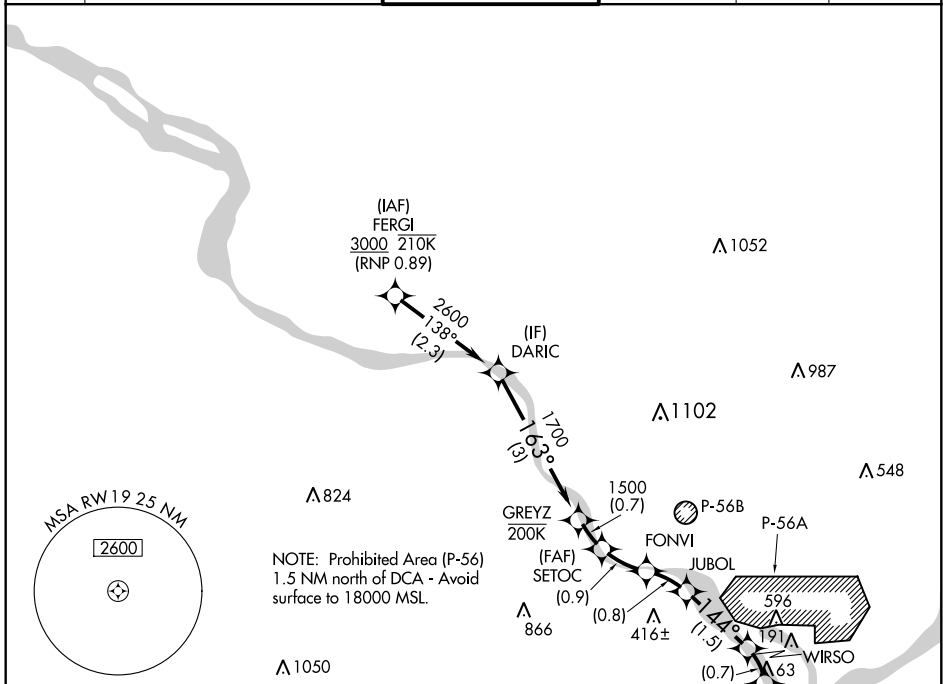 (IAF)
FERGI
3000 210K
(RNP 0.89)
1052
2600
138°
(2.3)
(IF)
DARIC
987
1102
1700
163°
(3)
548
824
MSA RW 19 25 NM
2600
1500
(0.7)
GREYZ
200K
P-56B
P-56A
FONVI
(FAF)
SETOC
JUBOL
NOTE: Prohibited Area (P-56)
1.5 NM north of DCA - Avoid
surface to 18000 MSL.
(0.9)
(0.8)
866
416±
144°
(1.5)
596
191
WIRSO
(0.7)
63
1050